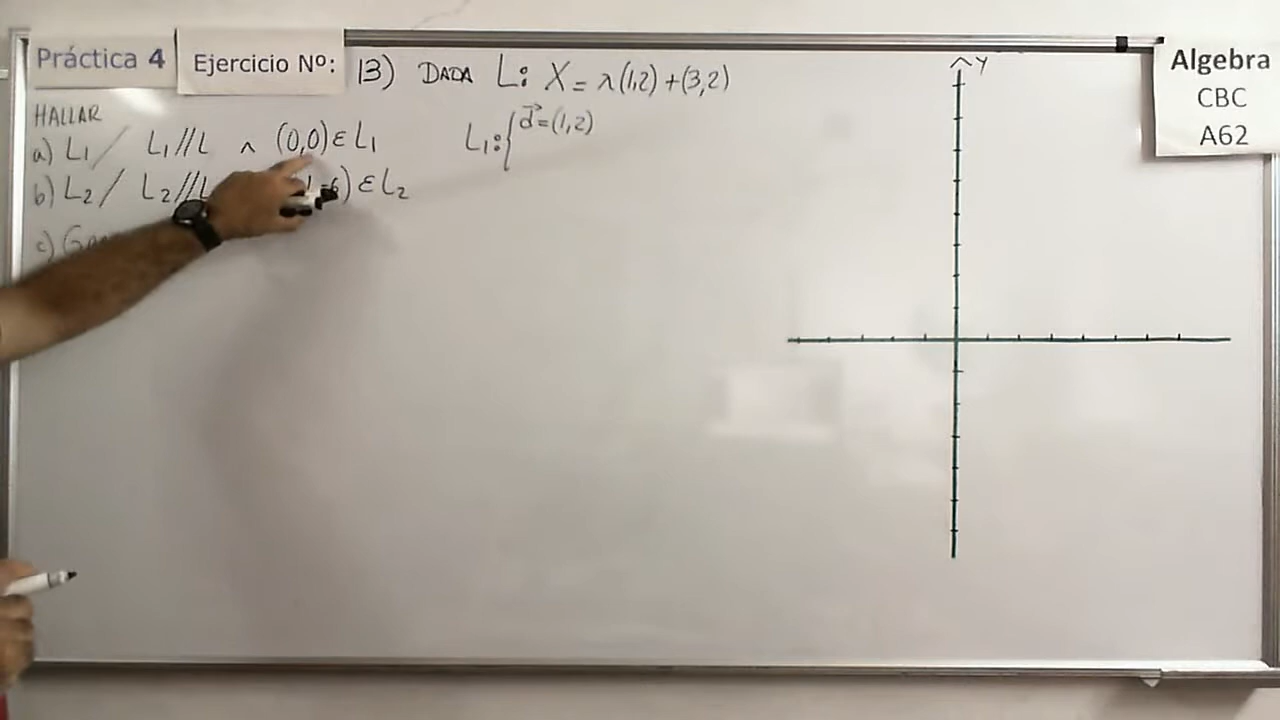 Práctica 4
Ejercicio Nº: 13) DADA L: X = λ(1,2) + (3,2)
Algebra
CBC
A62
Y
HALLAR
a) L₁ / L₁//L ∧ (0,0) ε L₁
L₁: { d⃗ = (1,2)
b) L₂ / L₂//L -6) ε L₂
c)